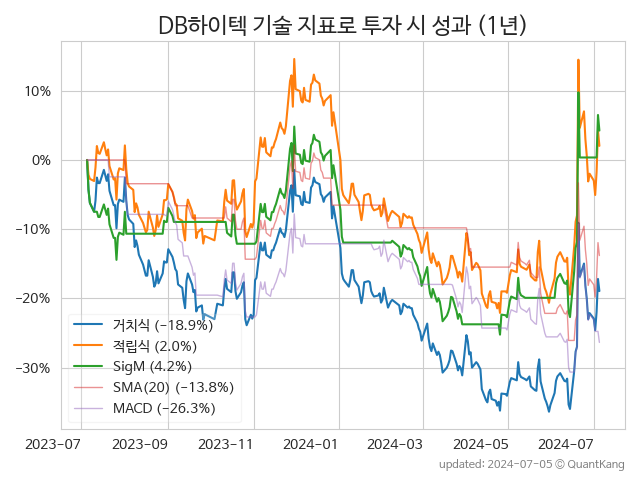 DB하이텍 기술 지표로 투자 시 성과 (1년)
10%
0%
−10%
−20%
−30%
거치식 (−18.9%)
적립식 (2.0%)
SigM (4.2%)
SMA(20) (−13.8%)
MACD (−26.3%)
2023-07
2023-09
2023-11
2024-01
2024-03
2024-05
2024-07
updated: 2024-07-05 ⓒ QuantKang